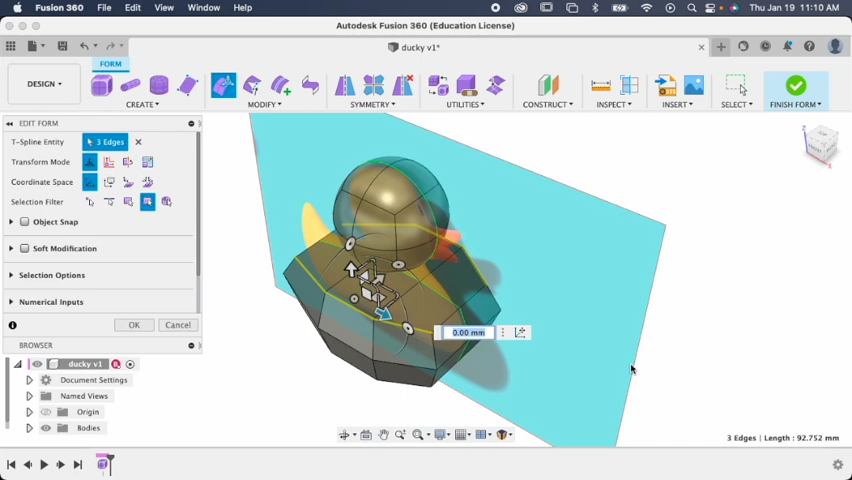 Fusion 360 File Edit View Window Help Thu Jan 19 11:10 AM
Autodesk Fusion 360 (Education License)
ducky v1*
FORM
DESIGN
CREATE MODIFY SYMMETRY UTILITIES CONSTRUCT INSPECT INSERT SELECT FINISH FORM
EDIT FORM
T-Spline Entity 3 Edges
Transform Mode
Coordinate Space
Selection Filter
Object Snap
Soft Modification
Selection Options
Numerical Inputs
OK Cancel
0.00 mm
BROWSER
ducky v1
Document Settings
Named Views
Origin
Bodies
3 Edges | Length : 92.752 mm